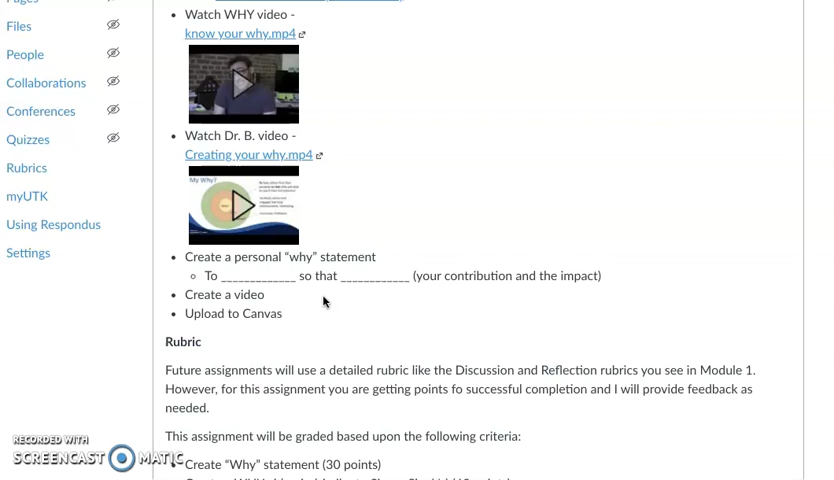 Files
People
Collaborations
Conferences
Quizzes
Rubrics
myUTK
Using Respondus
Settings
Watch WHY video -
know your why.mp4
Watch Dr. B. video -
Creating your why.mp4
My Why?
Create a personal “why” statement
To _____________ so that ____________ (your contribution and the impact)
Create a video
Upload to Canvas
Rubric
Future assignments will use a detailed rubric like the Discussion and Reflection rubrics you see in Module 1.
However, for this assignment you are getting points fo successful completion and I will provide feedback as
needed.
This assignment will be graded based upon the following criteria:
Create “Why” statement (30 points)
RECORDED WITH
SCREENCAST MATIC